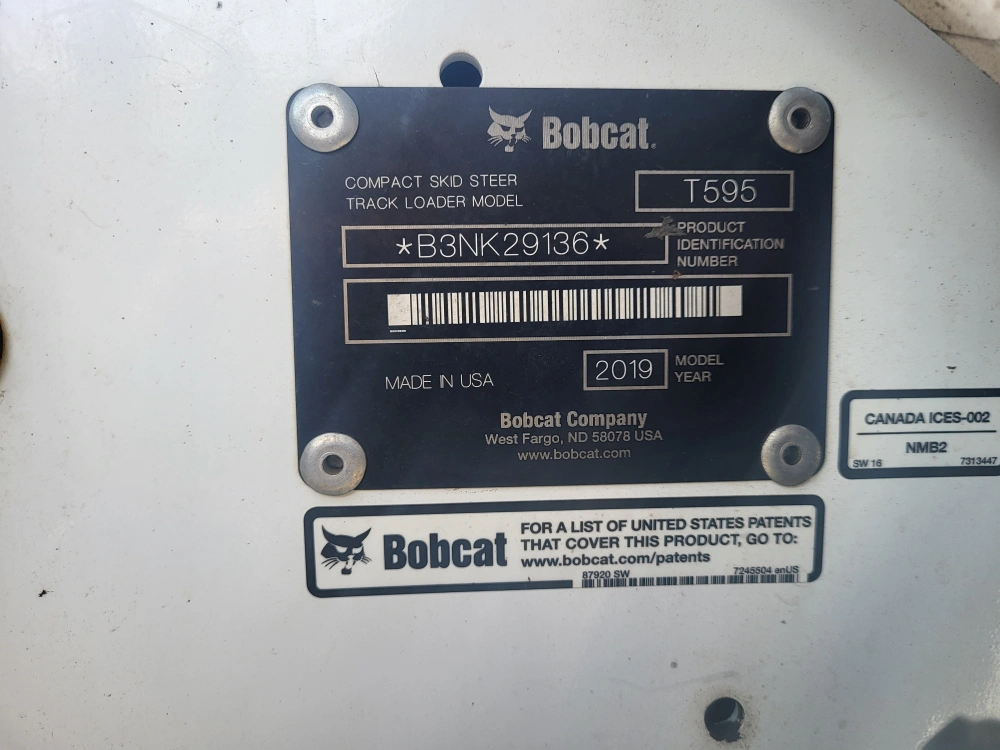 Bobcat.
COMPACT SKID STEER
TRACK LOADER MODEL
T595
*B3NK29136*
PRODUCT
IDENTIFICATION
NUMBER
MADE IN USA
2019
MODEL
YEAR
Bobcat Company
West Fargo, ND 58078 USA
www.bobcat.com
CANADA ICES-002
NMB2
SW 16
7313447
Bobcat
FOR A LIST OF UNITED STATES PATENTS
THAT COVER THIS PRODUCT, GO TO:
www.bobcat.com/patents
87920 SW
7245504 enUS